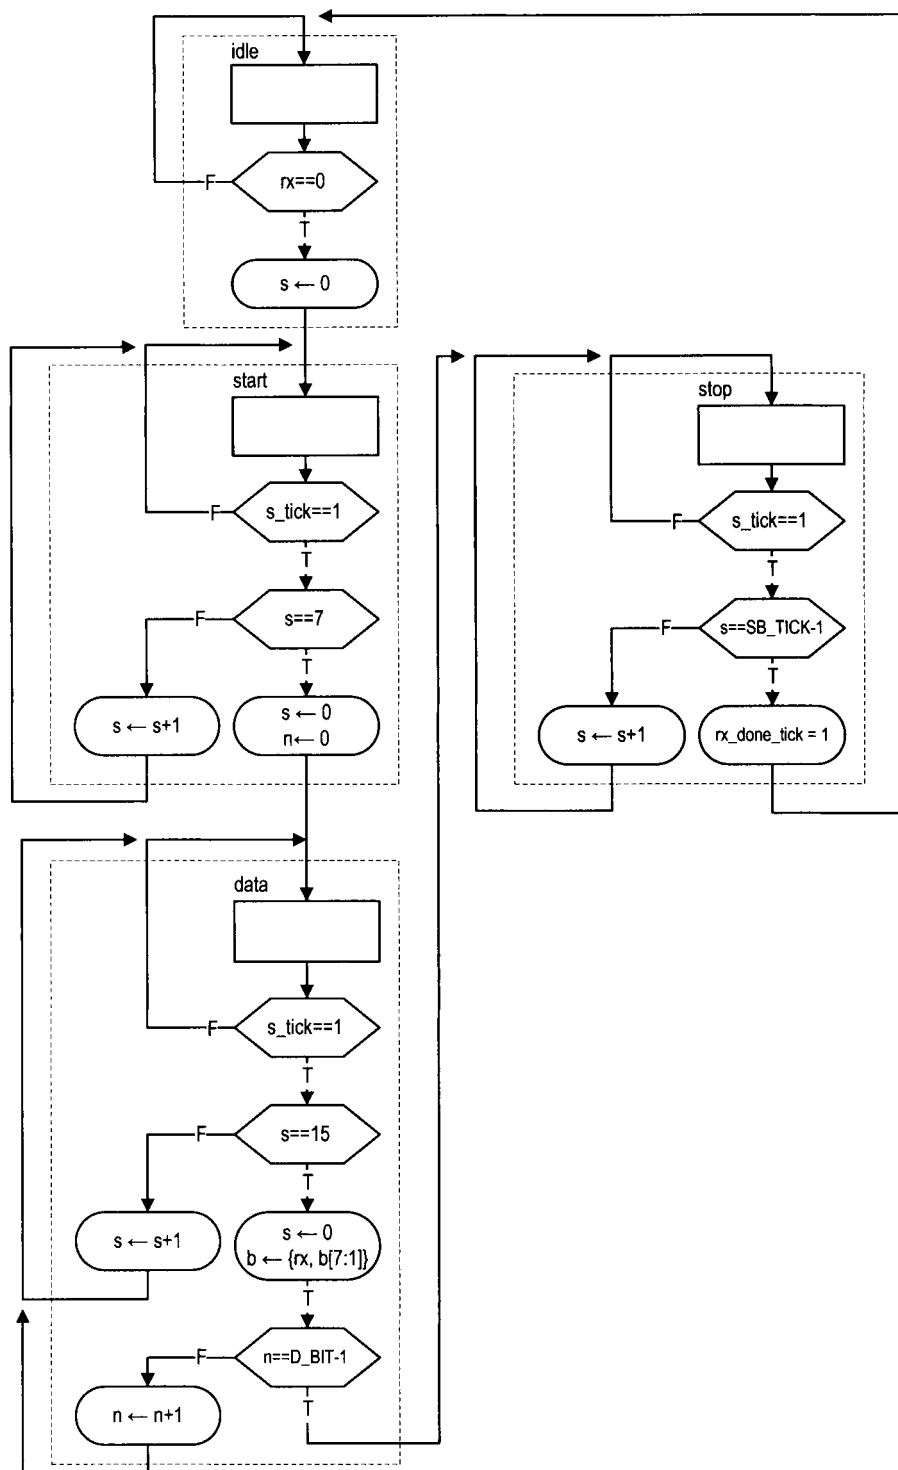 idle
rx==0
F
T
s ← 0
start
s_tick==1
F
T
s==7
F
T
s ← s+1
s ← 0
n← 0
data
s_tick==1
F
T
s==15
F
T
s ← s+1
s ← 0
b ← {rx, b[7:1]}
T
n==D_BIT-1
F
T
n ← n+1
stop
s_tick==1
F
T
s==SB_TICK-1
F
T
s ← s+1
rx_done_tick = 1